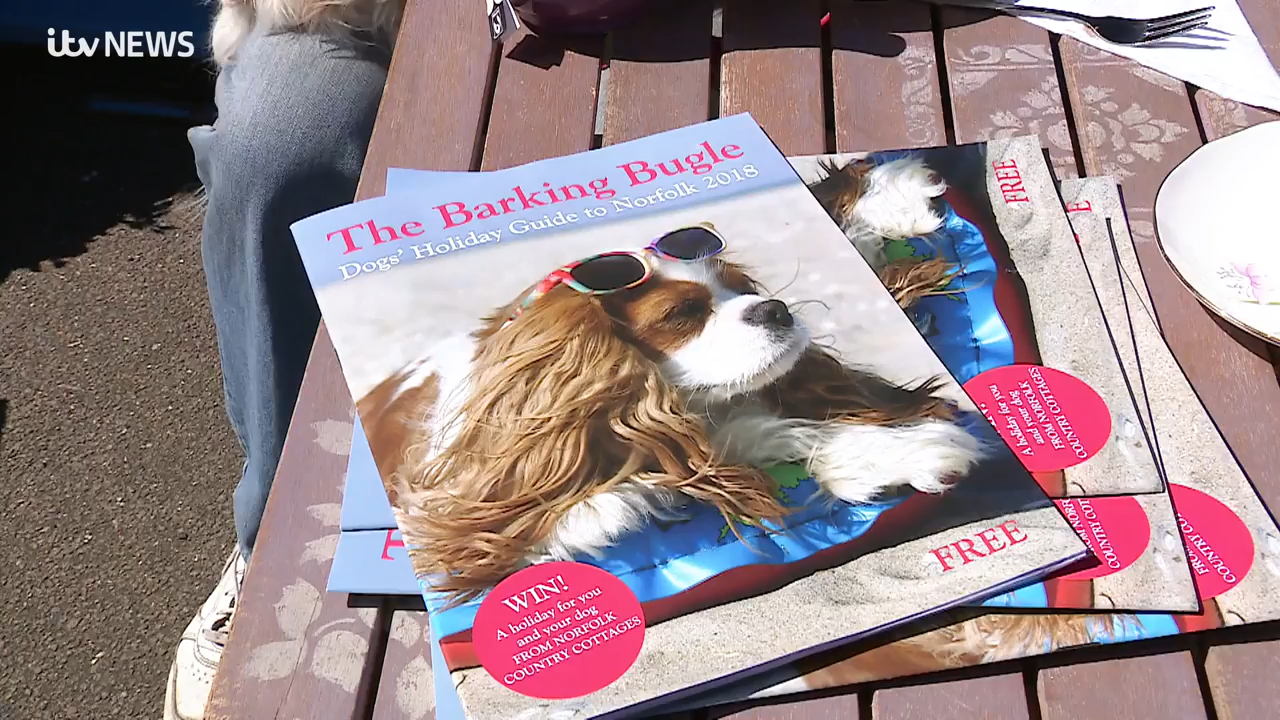 itv NEWS
The Barking Bugle
Dogs' Holiday Guide to Norfolk 2018
FREE
WIN!
A holiday for you
and your dog
FROM NORFOLK
COUNTRY COTTAGES
FREE
A holiday for you
and your dog
FROM NORFOLK
COUNTRY COTTAGES